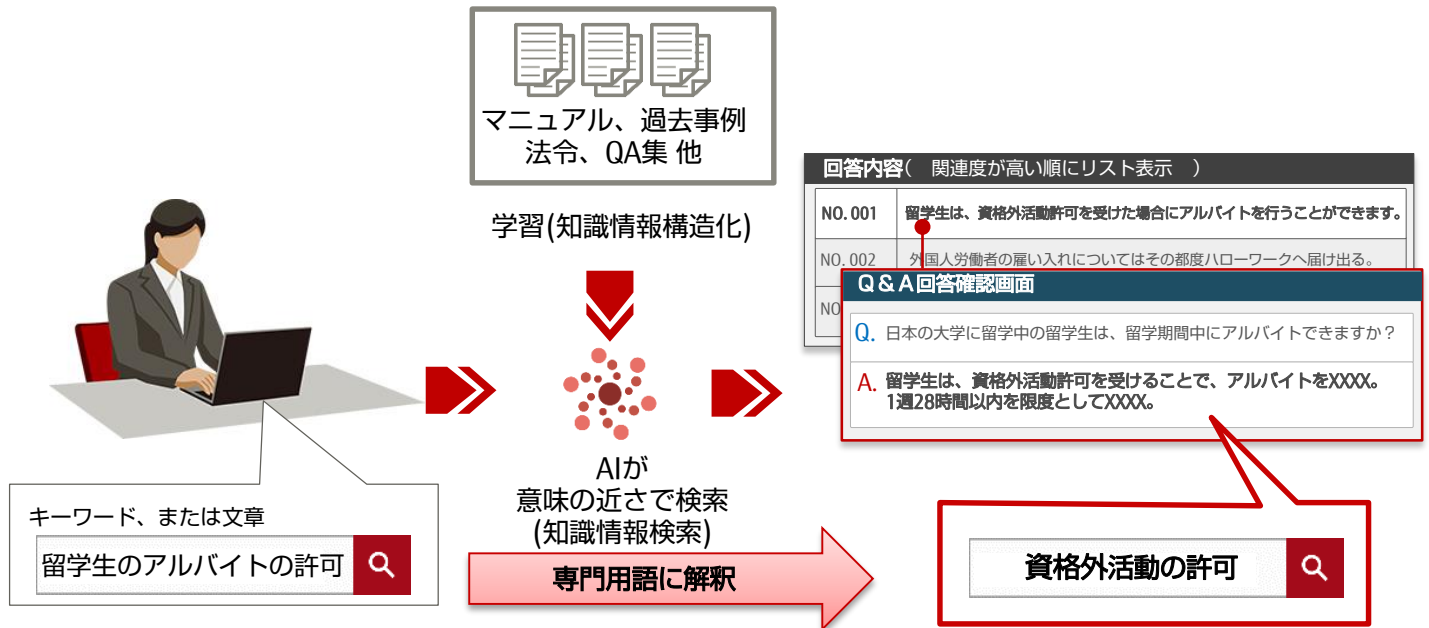 マニュアル、過去事例
法令、QA集 他
学習(知識情報構造化)
キーワード、または文章
留学生のアルバイトの許可
AIが
意味の近さで検索
(知識情報検索)
専門用語に解釈
回答内容( 関連度が高い順にリスト表示 )
NO.001 留学生は、資格外活動許可を受けた場合にアルバイトを行うことができます。
NO.002 外国人労働者の雇い入れについてはその都度ハローワークへ届け出る。
NO
Q&A回答確認画面
Q. 日本の大学に留学中の留学生は、留学期間中にアルバイトできますか?
A. 留学生は、資格外活動許可を受けることで、アルバイトをXXXX。
1週28時間以内を限度としてXXXX。
資格外活動の許可